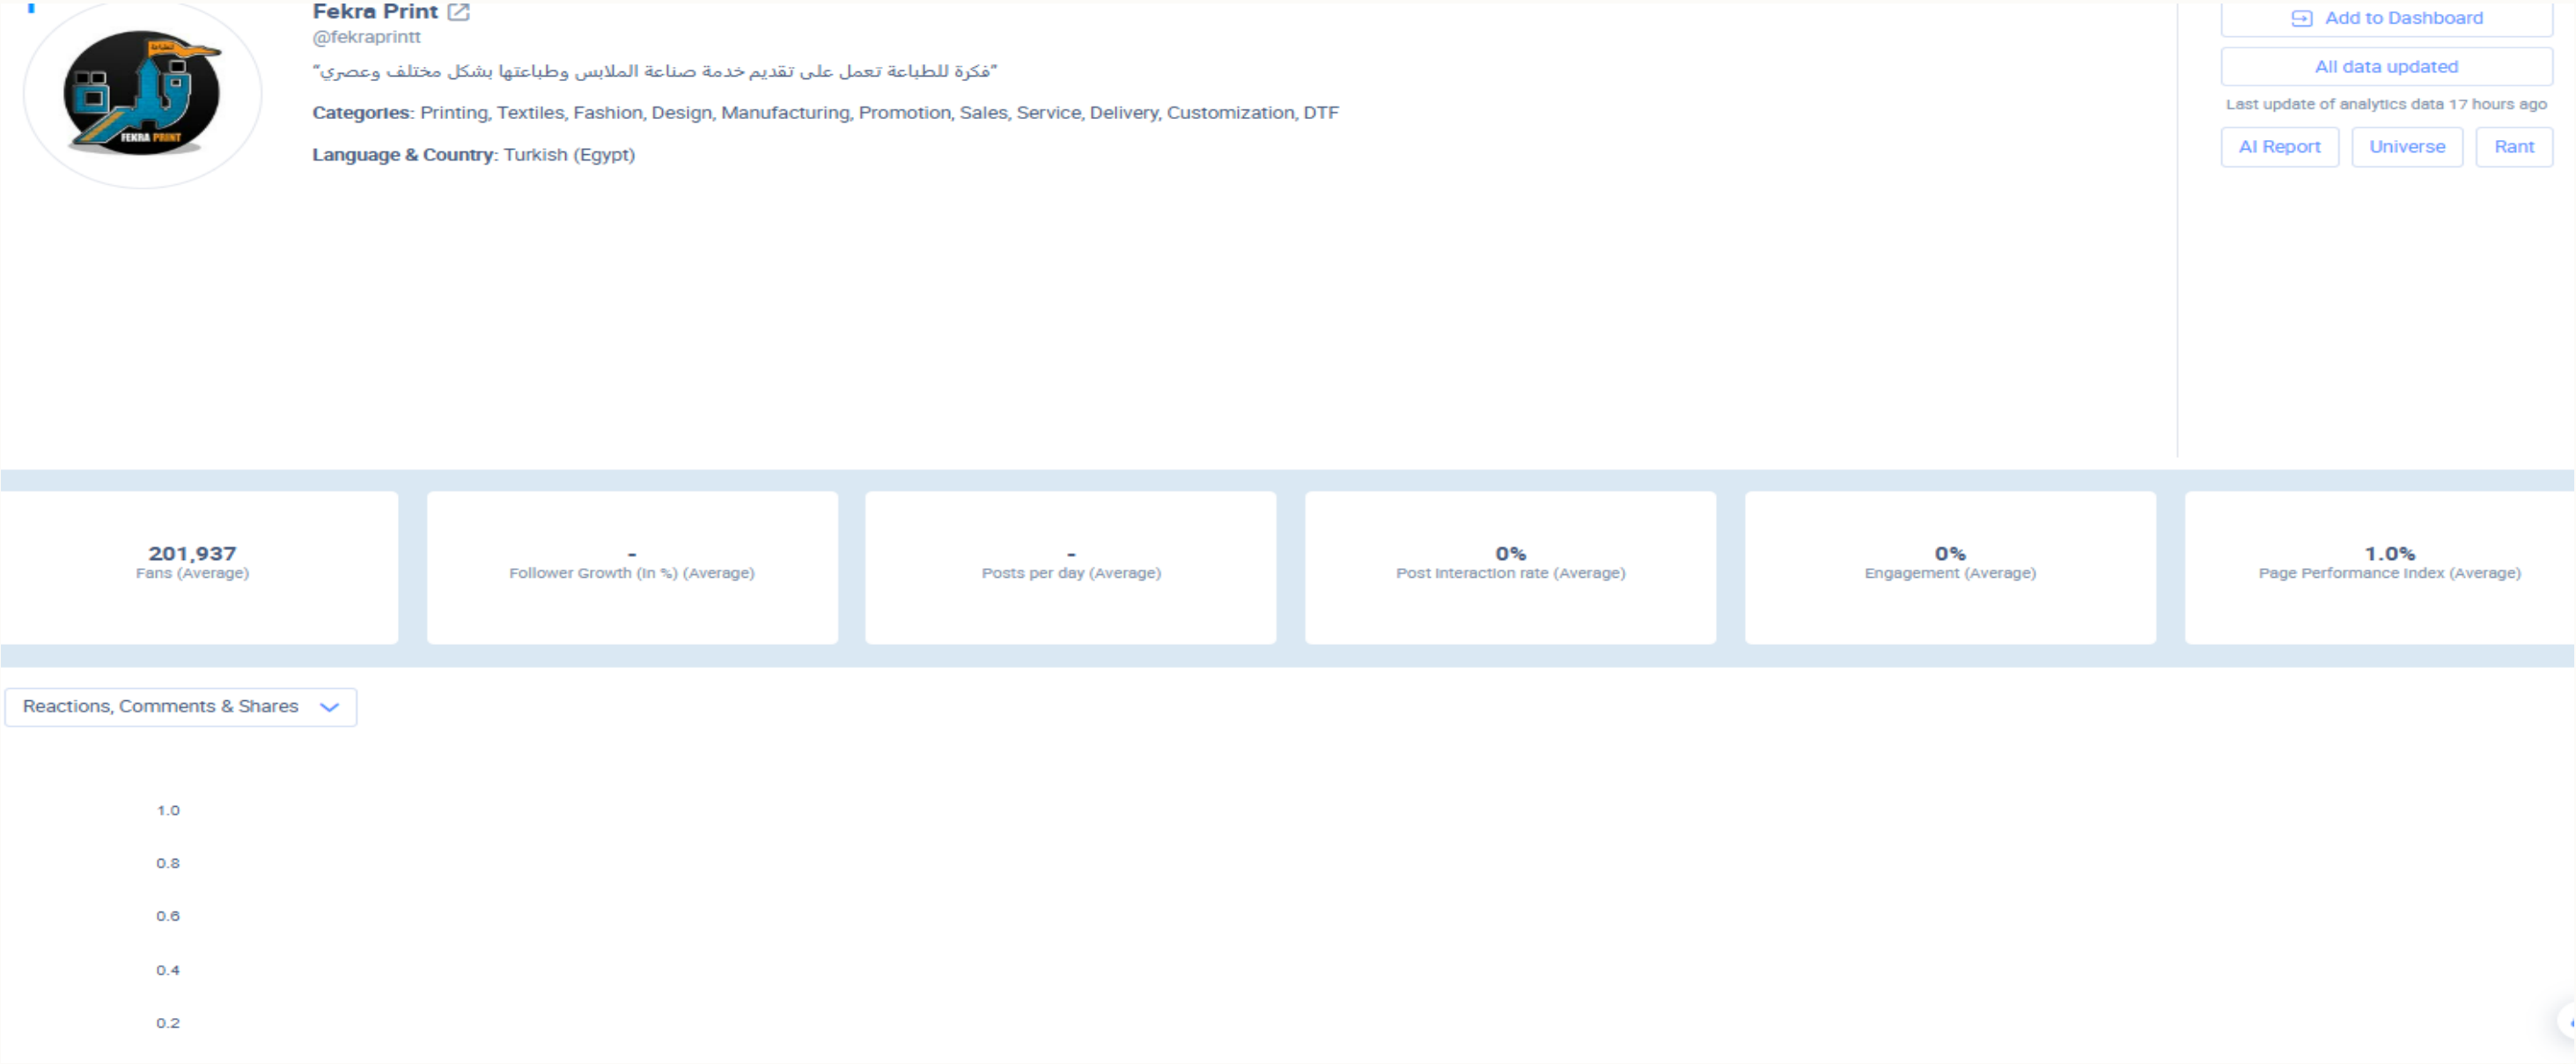 Fekra Print
@fekraprintt
"فكرة للطباعة تعمل على تقديم خدمة صناعة الملابس وطباعتها بشكل مختلف وعصري"
Categories: Printing, Textiles, Fashion, Design, Manufacturing, Promotion, Sales, Service, Delivery, Customization, DTF
Language & Country: Turkish (Egypt)
فكرة
للطباعة
FEKRA PRINT
Add to Dashboard
All data updated
Last update of analytics data 17 hours ago
AI Report
Universe
Rant
201,937
Fans (Average)
-
Follower Growth (in %) (Average)
-
Posts per day (Average)
0%
Post interaction rate (Average)
0%
Engagement (Average)
1.0%
Page Performance Index (Average)
Reactions, Comments & Shares
1.0
0.8
0.6
0.4
0.2